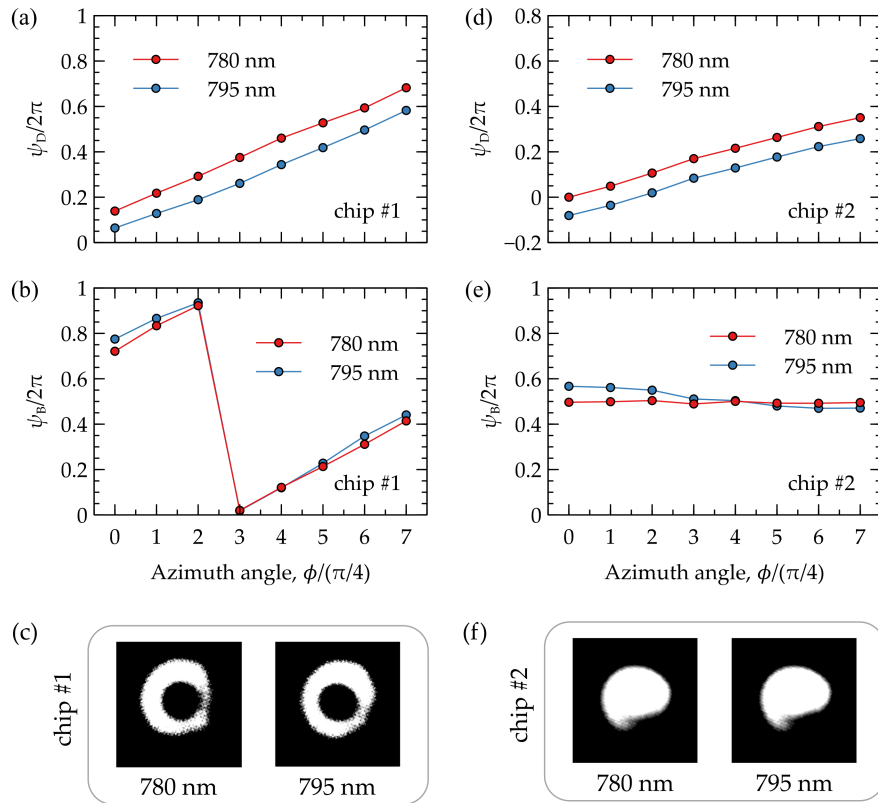 (a)
1
0.8
0.6
0.4
0.2
0
ψD/2π
780 nm
795 nm
chip #1
(d)
0.8
0.6
0.4
0.2
0
−0.2
ψD/2π
780 nm
795 nm
chip #2
(b)
1
0.8
0.6
0.4
0.2
0
ψB/2π
780 nm
795 nm
chip #1
0 1 2 3 4 5 6 7
Azimuth angle, ϕ/(π/4)
(e)
1
0.8
0.6
0.4
0.2
0
ψB/2π
780 nm
795 nm
chip #2
0 1 2 3 4 5 6 7
Azimuth angle, ϕ/(π/4)
(c)
chip #1
780 nm 795 nm
(f)
chip #2
780 nm 795 nm